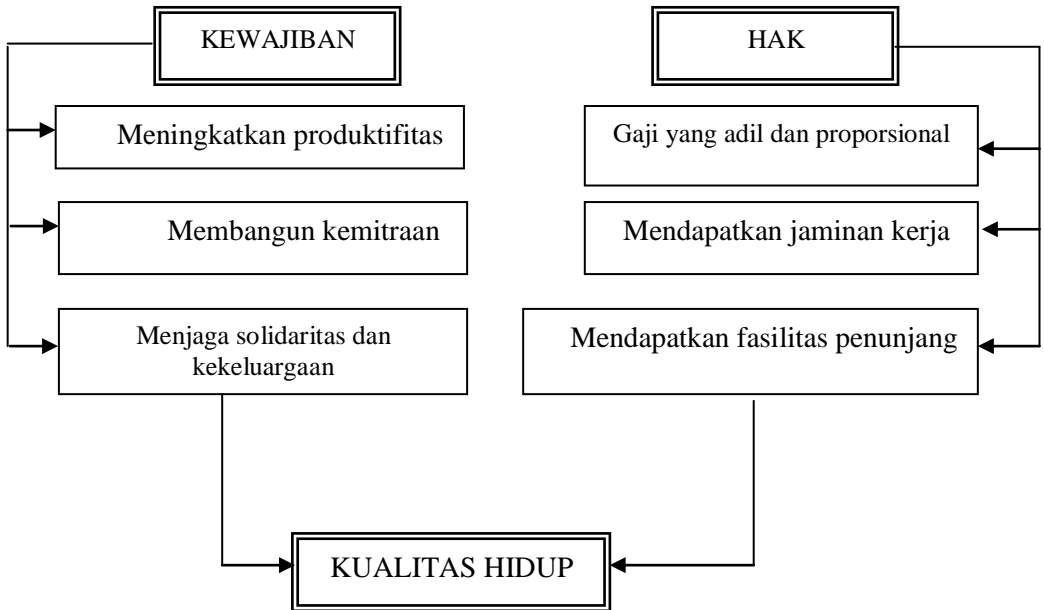 KEWAJIBAN
HAK
Meningkatkan produktifitas
Gaji yang adil dan proporsional
Membangun kemitraan
Mendapatkan jaminan kerja
Menjaga solidaritas dan
kekeluargaan
Mendapatkan fasilitas penunjang
KUALITAS HIDUP